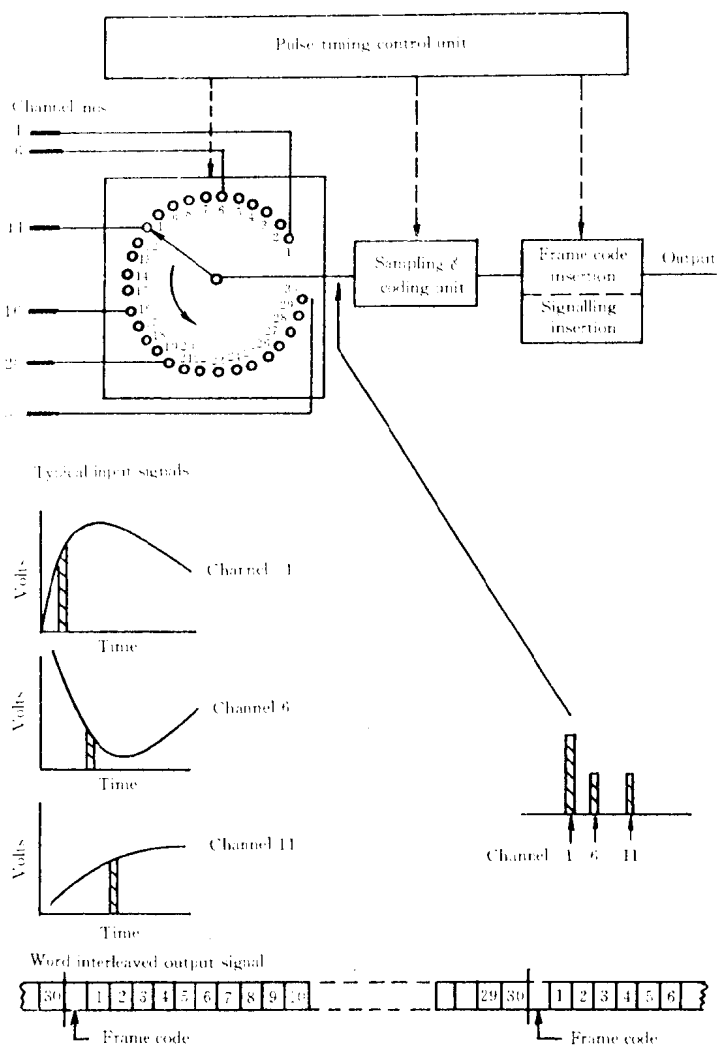 Pulse timing control unit
Channel nos
1
6
11
16
Sampling &
coding unit
Frame code
insertion
Signalling
insertion
Output
Typical input signals
Volts
Time
Channel 1
Volts
Time
Channel 6
Volts
Time
Channel 11
Channel 1 6 11
Word interleaved output signal
30 1 2 3 4 5 6 7 8 9 10 29 30 1 2 3 4 5 6
Frame code
Frame code